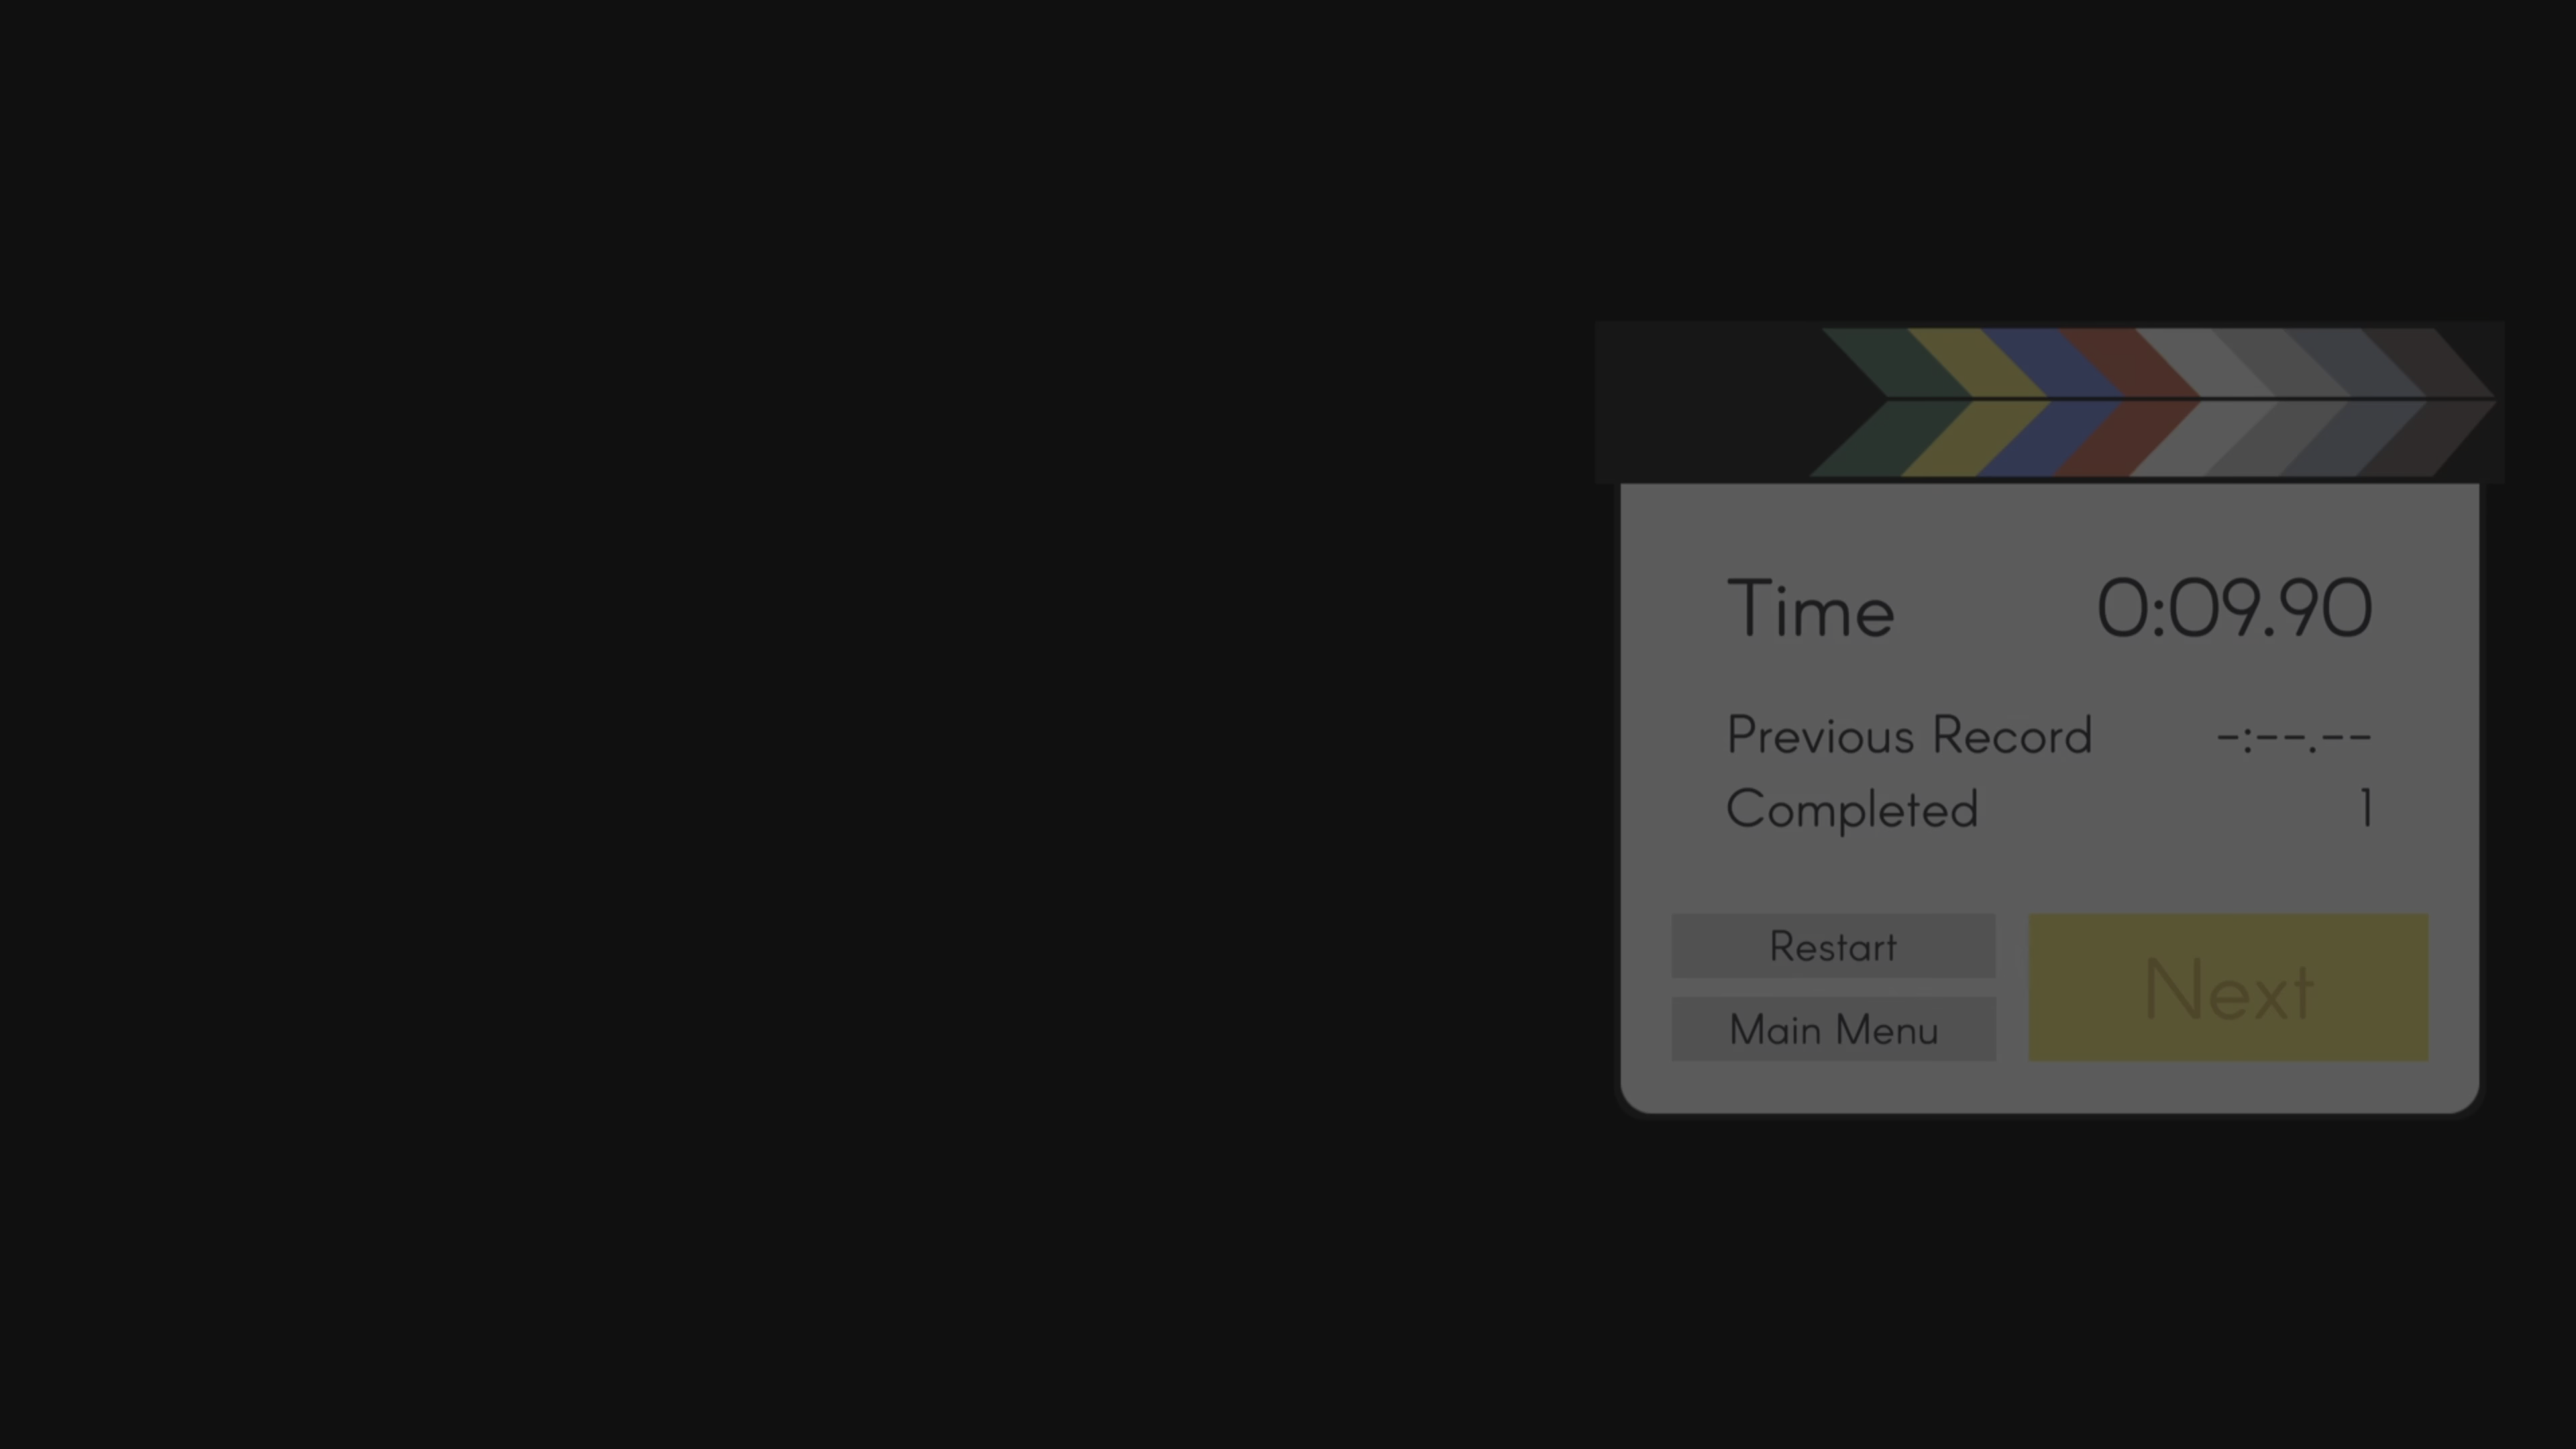 Time 0:09.90
Previous Record -:--.--
Completed 1
Restart
Main Menu
Next